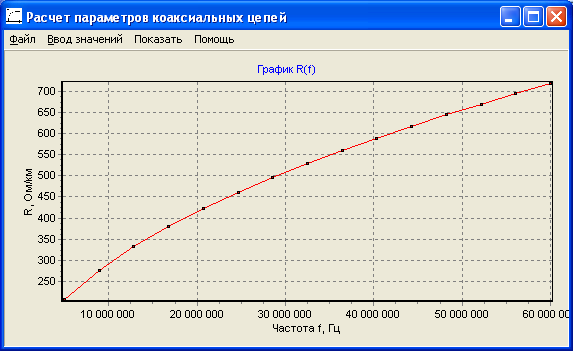 Расчет параметров коаксиальных цепей
Файл Ввод значений Показать Помощь
График R(f)
700
650
600
550
500
450
400
350
300
250
R, Ом/км
10 000 000 20 000 000 30 000 000 40 000 000 50 000 000 60 000 00
Частота f, Гц